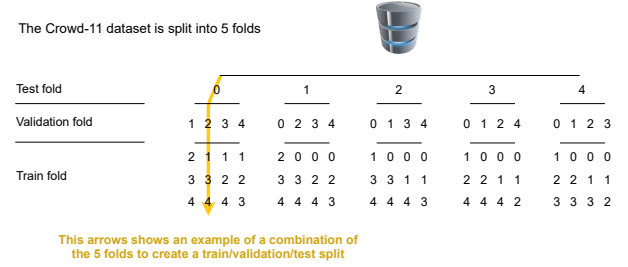 The Crowd-11 dataset is split into 5 folds
Test fold 0 1 2 3 4
Validation fold 1 2 3 4 0 2 3 4 0 1 3 4 0 1 2 4 0 1 2 3
2 1 1 1 2 0 0 0 1 0 0 0 1 0 0 0 1 0 0 0
Train fold 3 3 2 2 3 3 2 2 3 3 1 1 2 2 1 1 2 2 1 1
4 4 4 3 4 4 4 3 4 4 4 3 4 4 4 2 3 3 3 2
This arrows shows an example of a combination of
the 5 folds to create a train/validation/test split